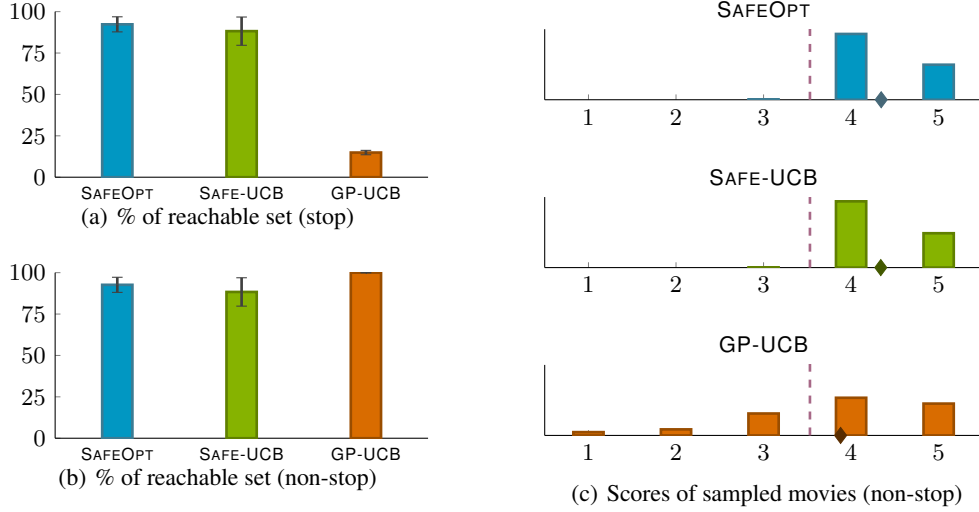 100
75
50
25
0
SAFEOPT SAFE-UCB GP-UCB
(a) % of reachable set (stop)
100
75
50
25
0
SAFEOPT SAFE-UCB GP-UCB
(b) % of reachable set (non-stop)
SAFEOPT
1 2 3 4 5
SAFE-UCB
1 2 3 4 5
GP-UCB
1 2 3 4 5
(c) Scores of sampled movies (non-stop)